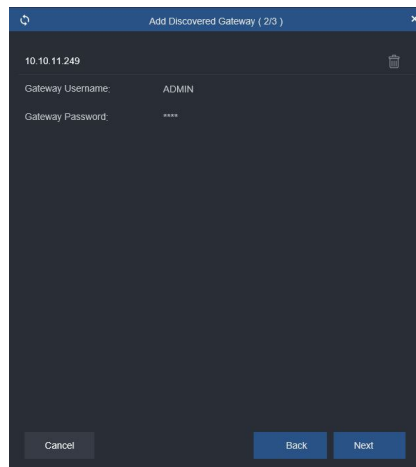 Add Discovered Gateway ( 2/3 )
10.10.11.249
Gateway Username: ADMIN
Gateway Password: ****
Cancel Back Next